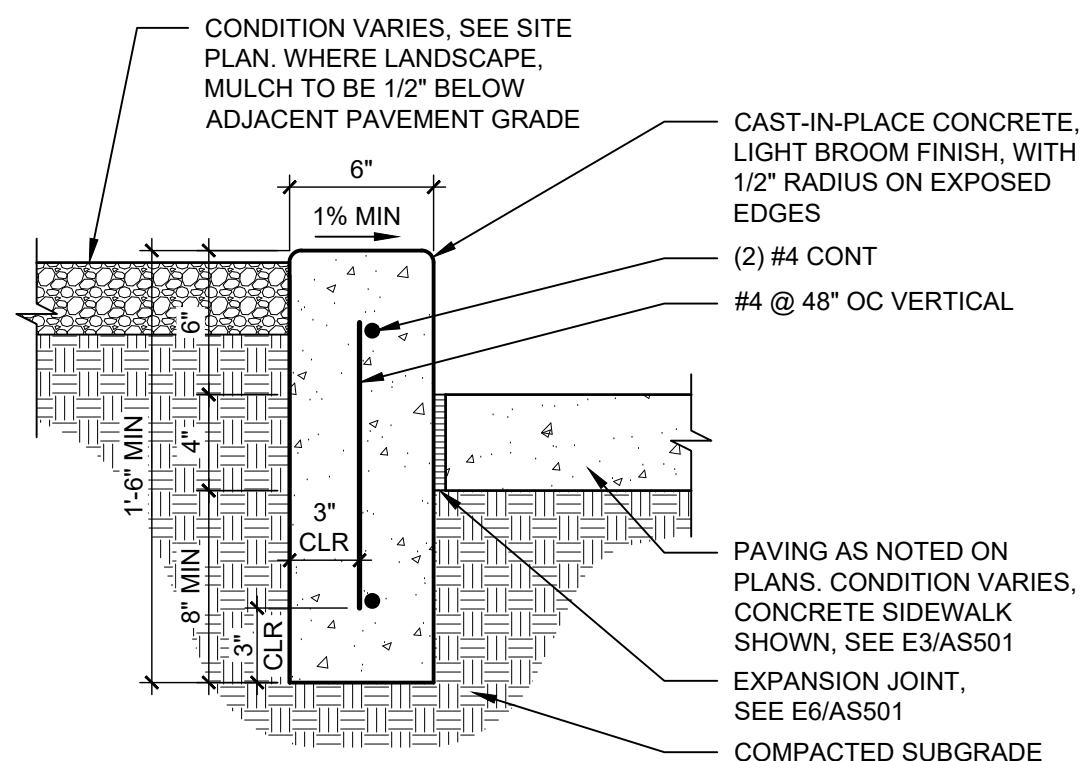 CONDITION VARIES, SEE SITE
PLAN. WHERE LANDSCAPE,
MULCH TO BE 1/2" BELOW
ADJACENT PAVEMENT GRADE
6"
1% MIN
CAST-IN-PLACE CONCRETE,
LIGHT BROOM FINISH, WITH
1/2" RADIUS ON EXPOSED
EDGES
(2) #4 CONT
#4 @ 48" OC VERTICAL
6"
4"
1'-6" MIN
8" MIN
3"
CLR
3"
CLR
PAVING AS NOTED ON
PLANS. CONDITION VARIES,
CONCRETE SIDEWALK
SHOWN, SEE E3/AS501
EXPANSION JOINT,
SEE E6/AS501
COMPACTED SUBGRADE